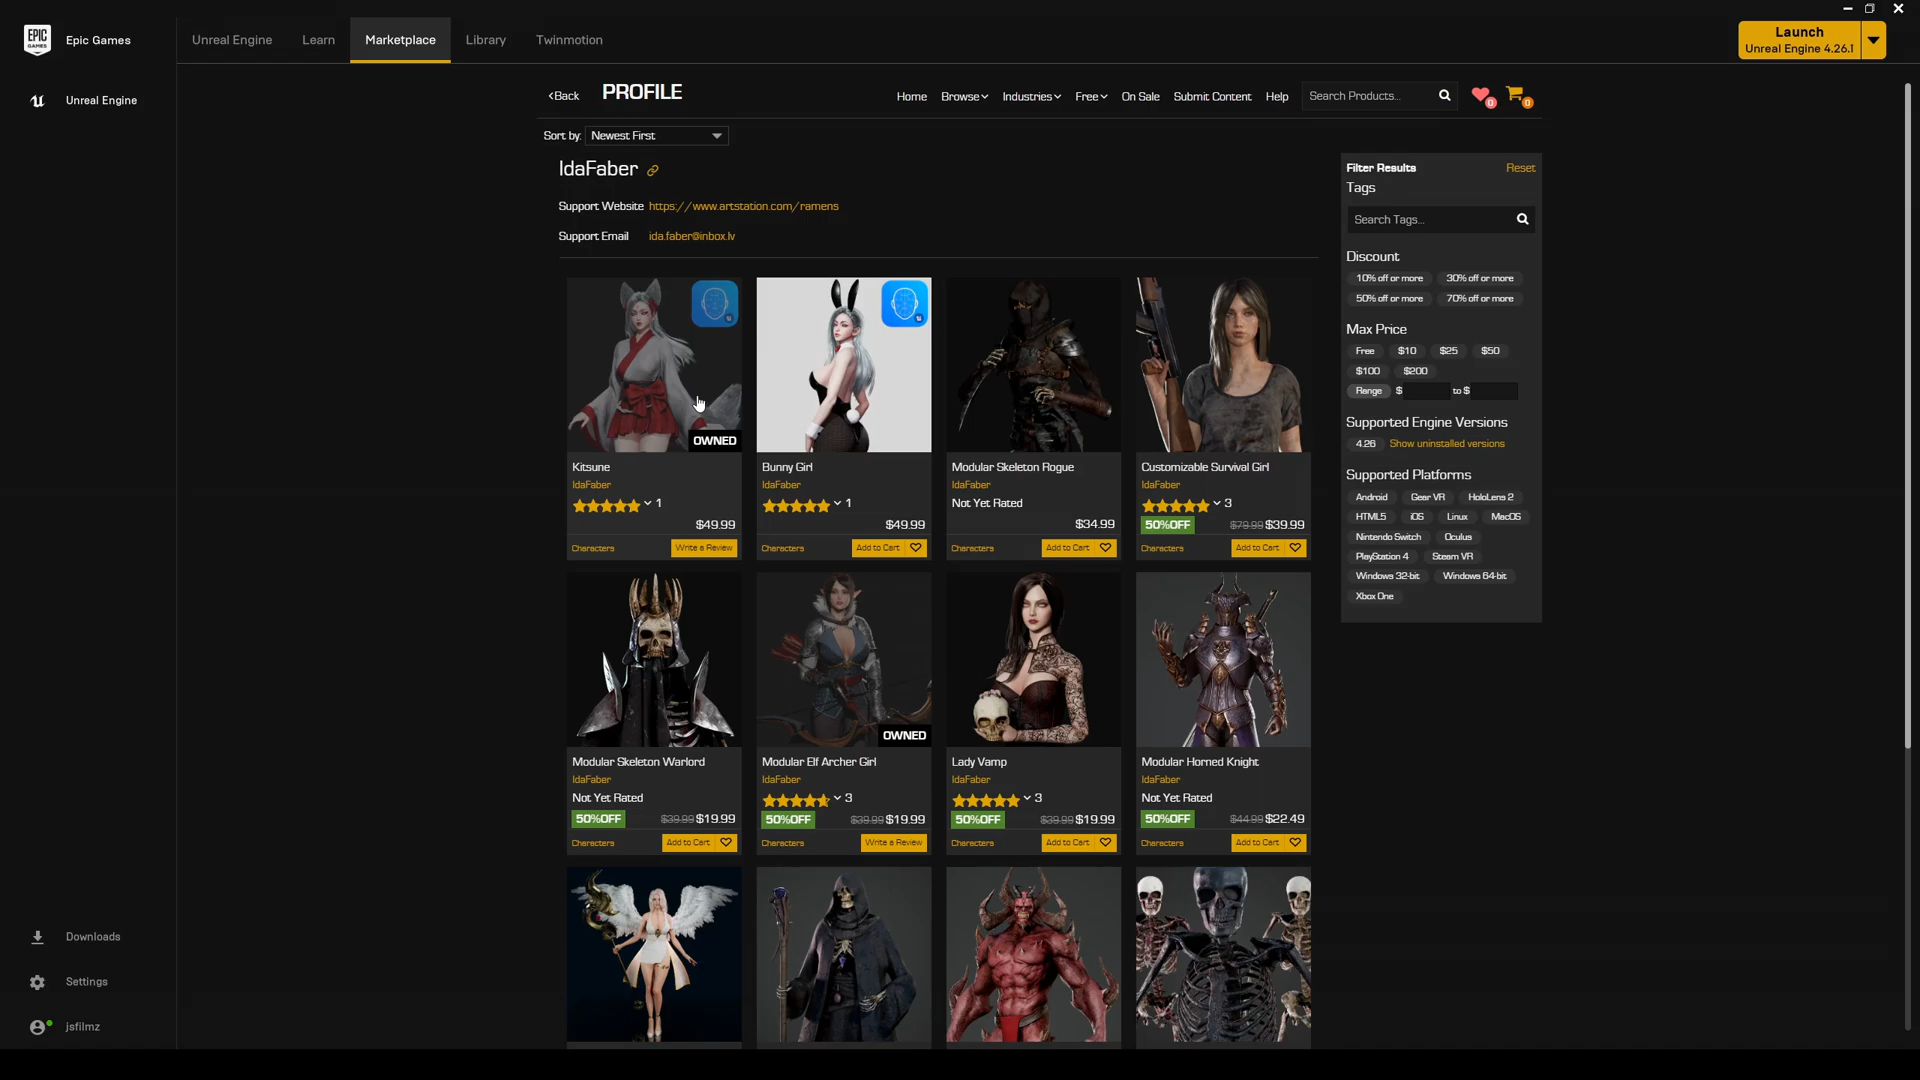 EPIC GAMES
Epic Games
Unreal Engine
Learn
Marketplace
Library
Twinmotion
Launch
Unreal Engine 4.26.1
Unreal Engine
<Back
PROFILE
Home
Browse
Industries
Free
On Sale
Submit Content
Help
Search Products...
0
0
Sort by: Newest First
IdaFaber
Support Website https://www.artstation.com/ramens
Support Email ida.faber@inbox.lv
OWNED
Kitsune
IdaFaber
1
$49.99
Characters Write a Review
Bunny Girl
IdaFaber
1
$49.99
Characters Add to Cart
Modular Skeleton Rogue
IdaFaber
Not Yet Rated
$34.99
Characters Add to Cart
Customizable Survival Girl
IdaFaber
3
50%OFF $79.99 $39.99
Characters Add to Cart
Modular Skeleton Warlord
IdaFaber
Not Yet Rated
50%OFF $39.99 $19.99
Characters Add to Cart
OWNED
Modular Elf Archer Girl
IdaFaber
3
50%OFF $39.99 $19.99
Characters Write a Review
Lady Vamp
IdaFaber
3
50%OFF $39.99 $19.99
Characters Add to Cart
Modular Horned Knight
IdaFaber
Not Yet Rated
50%OFF $44.99 $22.49
Characters Add to Cart
Filter Results Reset
Tags
Search Tags...
Discount
10% off or more 30% off or more
50% off or more 70% off or more
Max Price
Free $10 $25 $50
$100 $200
Range $ to $
Supported Engine Versions
4.26 Show uninstalled versions
Supported Platforms
Android Gear VR HoloLens 2
HTML5 iOS Linux MacOS
Nintendo Switch Oculus
PlayStation 4 Steam VR
Windows 32-bit Windows 64-bit
Xbox One
Downloads
Settings
jsfilmz